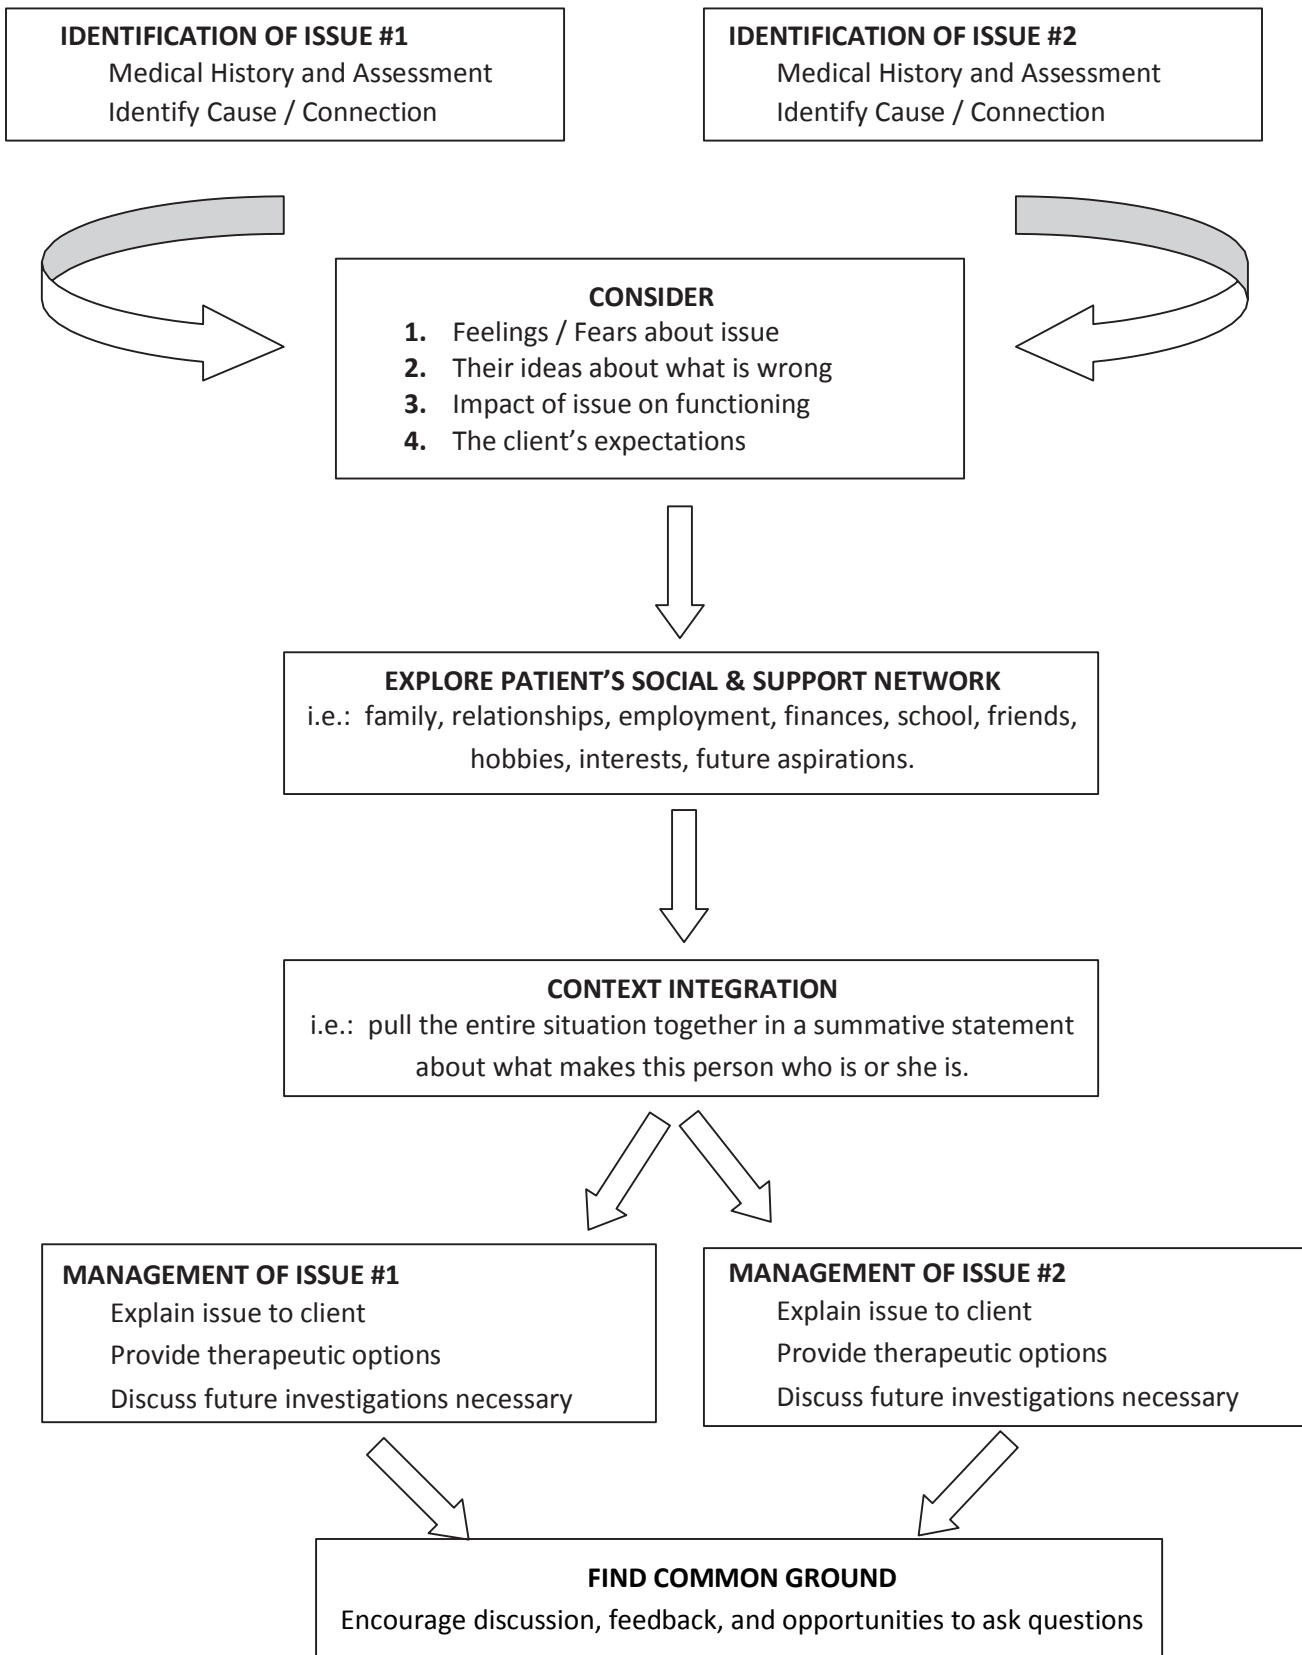 IDENTIFICATION OF ISSUE #1
Medical History and Assessment
Identify Cause / Connection
IDENTIFICATION OF ISSUE #2
Medical History and Assessment
Identify Cause / Connection
CONSIDER
1. Feelings / Fears about issue
2. Their ideas about what is wrong
3. Impact of issue on functioning
4. The client’s expectations
EXPLORE PATIENT’S SOCIAL & SUPPORT NETWORK
i.e.: family, relationships, employment, finances, school, friends,
hobbies, interests, future aspirations.
CONTEXT INTEGRATION
i.e.: pull the entire situation together in a summative statement
about what makes this person who is or she is.
MANAGEMENT OF ISSUE #1
Explain issue to client
Provide therapeutic options
Discuss future investigations necessary
MANAGEMENT OF ISSUE #2
Explain issue to client
Provide therapeutic options
Discuss future investigations necessary
FIND COMMON GROUND
Encourage discussion, feedback, and opportunities to ask questions